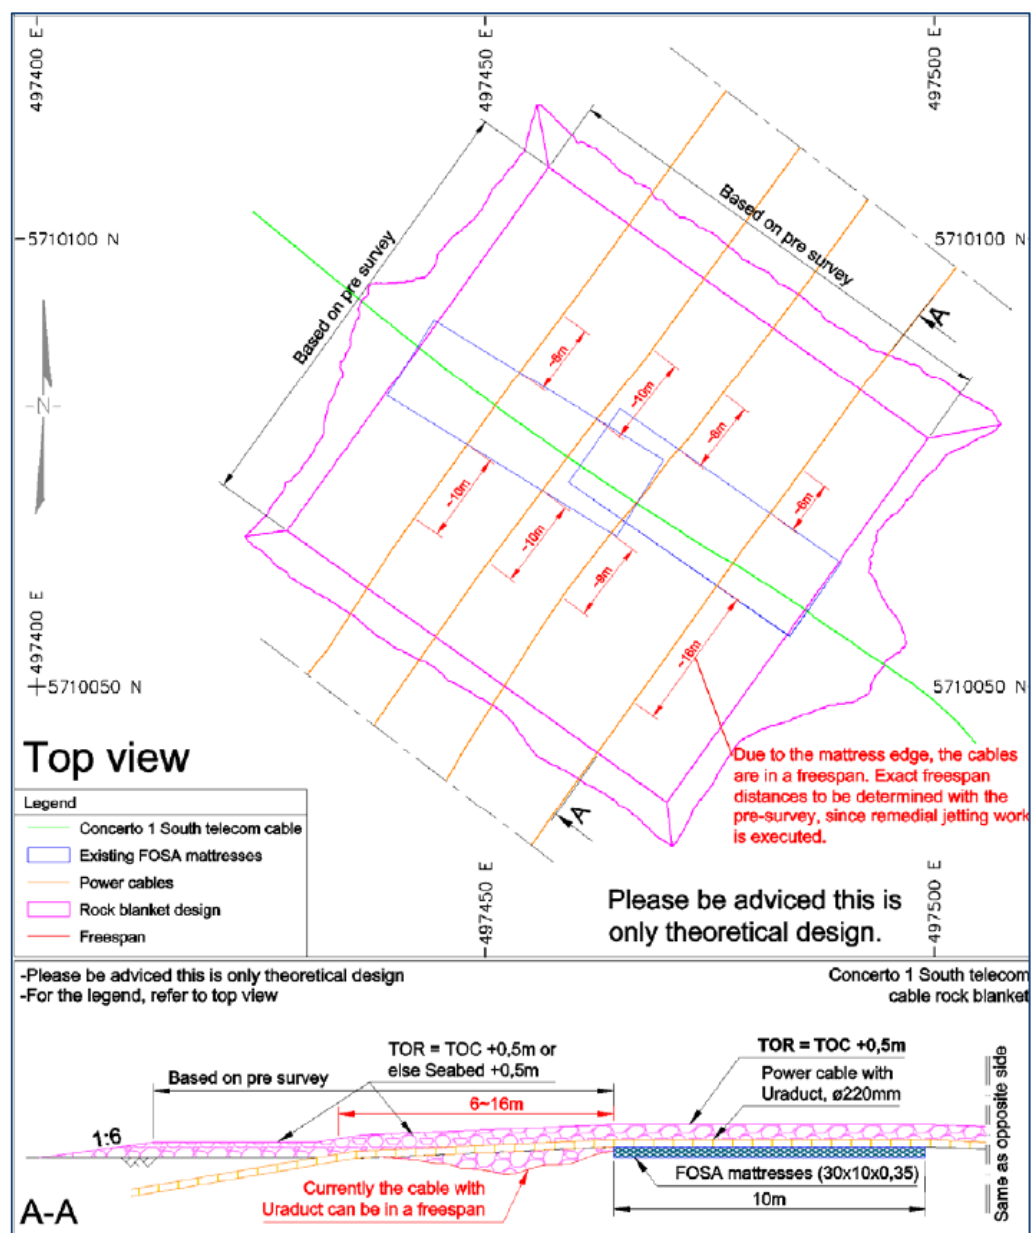 497400 E
497450 E
497500 E
5710100 N
5710100 N
Based on pre survey
Based on pre survey
A
N
~8m
~10m
~8m
~6m
~10m
~10m
~8m
~16m
497400 E
5710050 N
5710050 N
Top view
Due to the mattress edge, the cables
are in a freespan. Exact freespan
distances to be determined with the
pre-survey, since remedial jetting work
is executed.
A
Legend
Concerto 1 South telecom cable
Existing FOSA mattresses
Power cables
Rock blanket design
Freespan
497450 E
497500 E
Please be adviced this is
only theoretical design.
-Please be adviced this is only theoretical design
-For the legend, refer to top view
Concerto 1 South telecom
cable rock blanket
TOR = TOC +0,5m or
else Seabed +0,5m
Based on pre survey
6~16m
1:6
TOR = TOC +0,5m
Power cable with
Uraduct, ø220mm
Same as opposite side
Currently the cable with
Uraduct can be in a freespan
FOSA mattresses (30x10x0,35)
10m
A-A